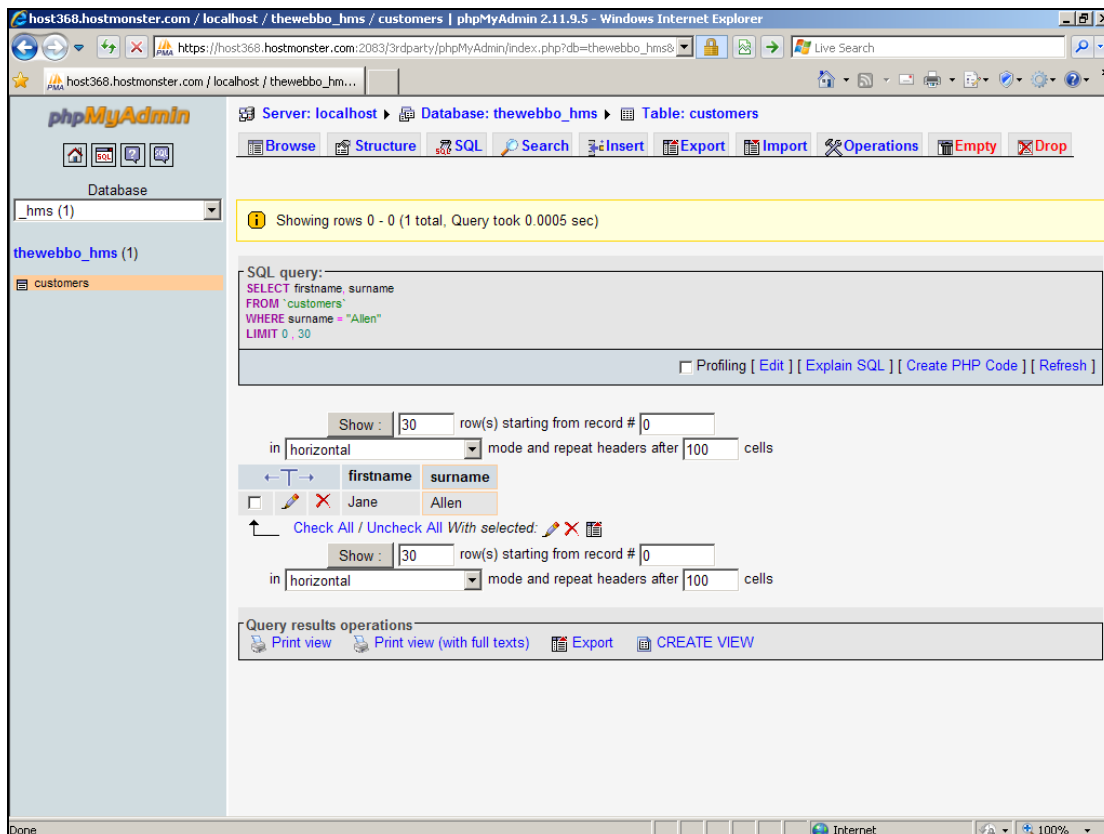 host368.hostmonster.com / localhost / thewebbo_hms / customers | phpMyAdmin 2.11.9.5 - Windows Internet Explorer
https://host368.hostmonster.com:2083/3rdparty/phpMyAdmin/index.php?db=thewebbo_hms&
Live Search
host368.hostmonster.com / localhost / thewebbo_hm...
phpMyAdmin
Server: localhost Database: thewebbo_hms Table: customers
Browse Structure SQL Search Insert Export Import Operations Empty Drop
Database
_hms (1)
Showing rows 0 - 0 (1 total, Query took 0.0005 sec)
thewebbo_hms (1)
customers
SQL query:
SELECT firstname, surname
FROM `customers`
WHERE surname = "Allen"
LIMIT 0 , 30
Profiling [ Edit ] [ Explain SQL ] [ Create PHP Code ] [ Refresh ]
Show : 30 row(s) starting from record # 0
in horizontal mode and repeat headers after 100 cells
←T→ firstname surname
Jane Allen
Check All / Uncheck All With selected:
Show : 30 row(s) starting from record # 0
in horizontal mode and repeat headers after 100 cells
Query results operations
Print view Print view (with full texts) Export CREATE VIEW
Done Internet 100%